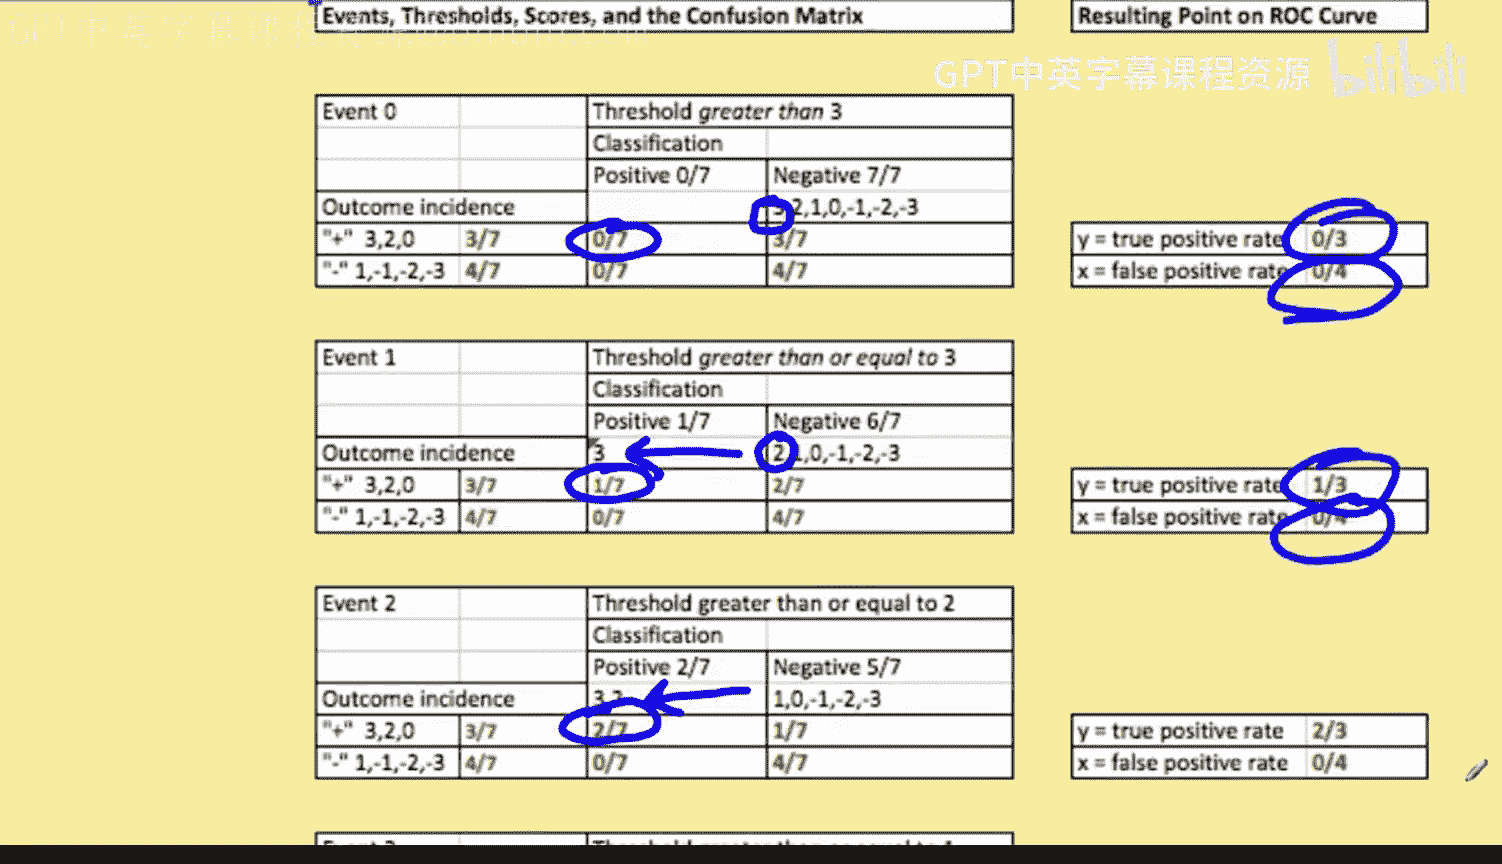 Events, Thresholds, Scores, and the Confusion Matrix
Resulting Point on ROC Curve
GPT中英字幕课程资源 bilibili
Event 0 Threshold greater than 3
Classification
Positive 0/7 Negative 7/7
Outcome incidence 3,2,1,0,-1,-2,-3
"+" 3,2,0 3/7 0/7 3/7 y = true positive rate 0/3
"-" 1,-1,-2,-3 4/7 0/7 4/7 x = false positive rate 0/4
Event 1 Threshold greater than or equal to 3
Classification
Positive 1/7 Negative 6/7
Outcome incidence 3 2,1,0,-1,-2,-3
"+" 3,2,0 3/7 1/7 2/7 y = true positive rate 1/3
"-" 1,-1,-2,-3 4/7 0/7 4/7 x = false positive rate 0/4
Event 2 Threshold greater than or equal to 2
Classification
Positive 2/7 Negative 5/7
Outcome incidence 3,2 1,0,-1,-2,-3
"+" 3,2,0 3/7 2/7 1/7 y = true positive rate 2/3
"-" 1,-1,-2,-3 4/7 0/7 4/7 x = false positive rate 0/4